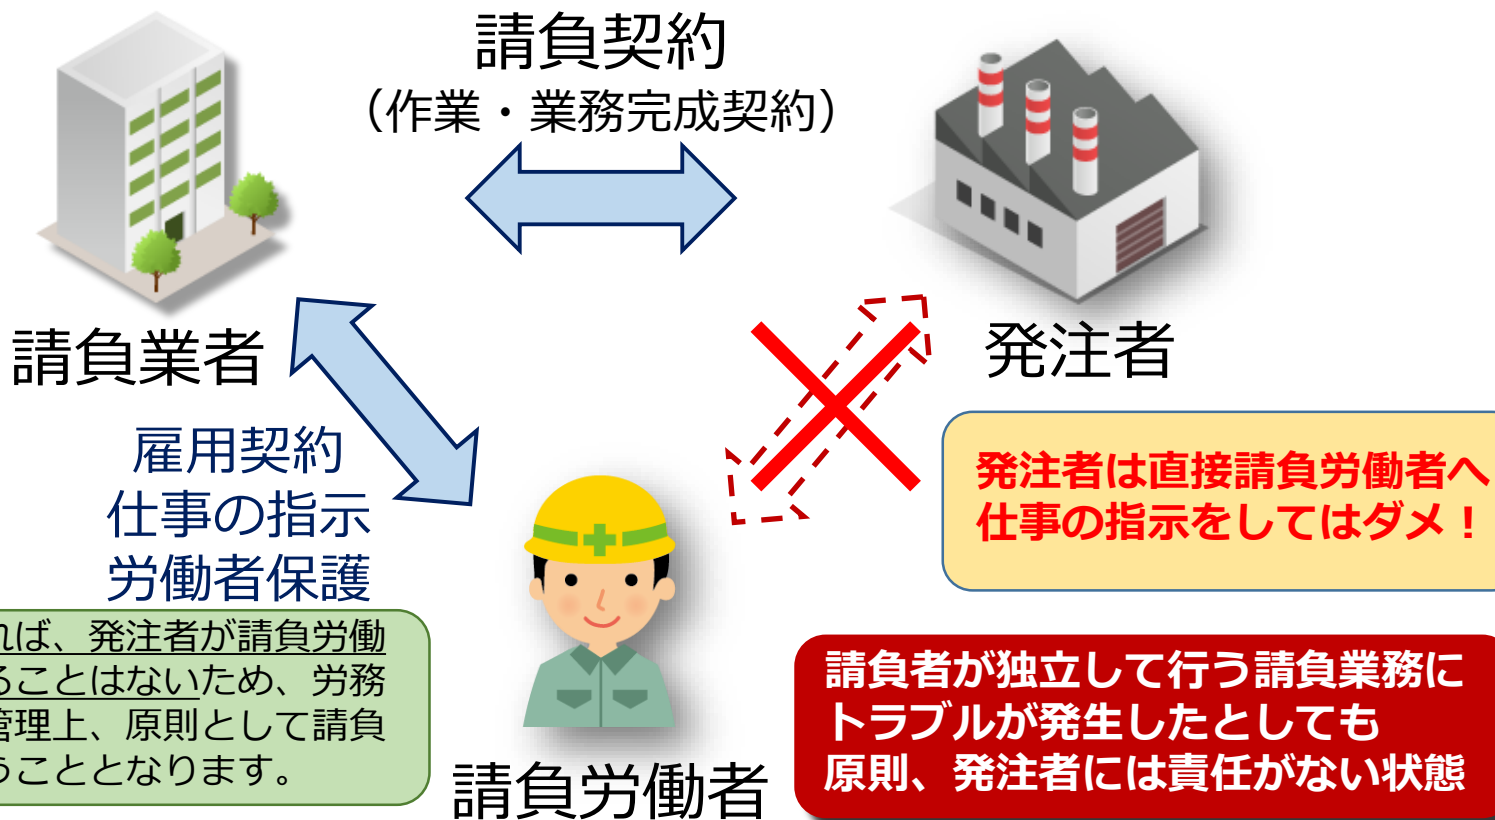 請負契約
（作業・業務完成契約）
請負業者
発注者
雇用契約
仕事の指示
労働者保護
発注者は直接請負労働者へ
仕事の指示をしてはダメ！
れば、発注者が請負労働
ることはないため、労務
管理上、原則として請負
うこととなります。
請負者が独立して行う請負業務に
トラブルが発生したとしても
原則、発注者には責任がない状態
請負労働者